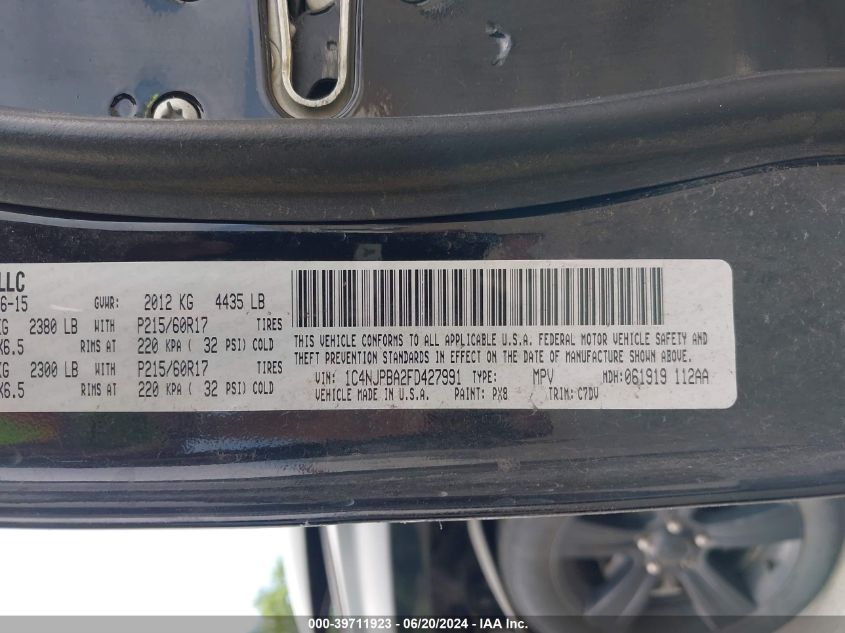 LLC
6-15 GVWR: 2012 KG 4435 LB
KG 2380 LB WITH P215/60R17 TIRES
X6.5 RIMS AT 220 KPA ( 32 PSI) COLD
KG 2300 LB WITH P215/60R17 TIRES
X6.5 RIMS AT 220 KPA ( 32 PSI) COLD
THIS VEHICLE CONFORMS TO ALL APPLICABLE U.S.A. FEDERAL MOTOR VEHICLE SAFETY AND
THEFT PREVENTION STANDARDS IN EFFECT ON THE DATE OF MANUFACTURE SHOWN ABOVE.
VIN: 1C4NJPBA2FD427991 TYPE: MPV MDH:061919 112AA
VEHICLE MADE IN U.S.A. PAINT: PX8 TRIM: C7DV
000-39711923 - 06/20/2024 - IAA Inc.